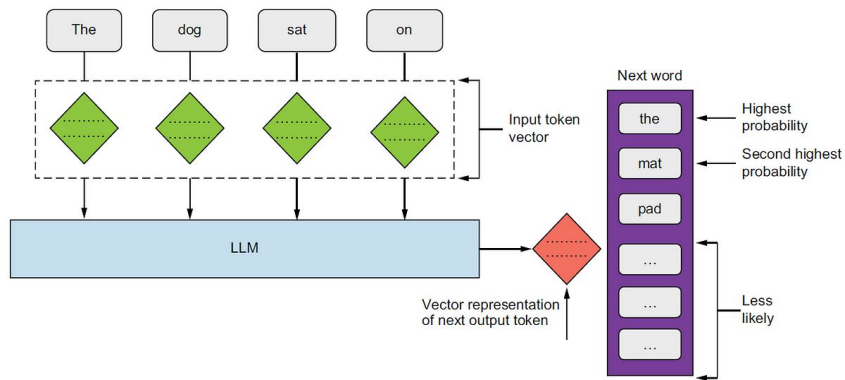 The
dog
sat
on
Input token
vector
LLM
Vector representation
of next output token
Next word
the
mat
pad
...
...
...
Highest
probability
Second highest
probability
Less
likely